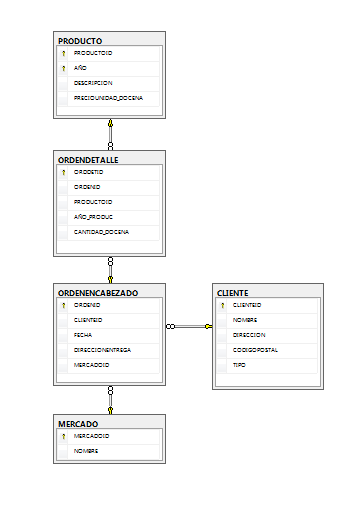 PRODUCTO
PRODUCTOID
AÑO
DESCRIPCION
PRECIOUNIDAD_DOCENA
ORDENDETALLE
ORDDETID
ORDENID
PRODUCTOID
AÑO_PRODUC
CANTIDAD_DOCENA
ORDENENCABEZADO
ORDENID
CLIENTEID
FECHA
DIRECCIONENTREGA
MERCADOID
CLIENTE
CLIENTEID
NOMBRE
DIRECCION
CODIGOPOSTAL
TIPO
MERCADO
MERCADOID
NOMBRE